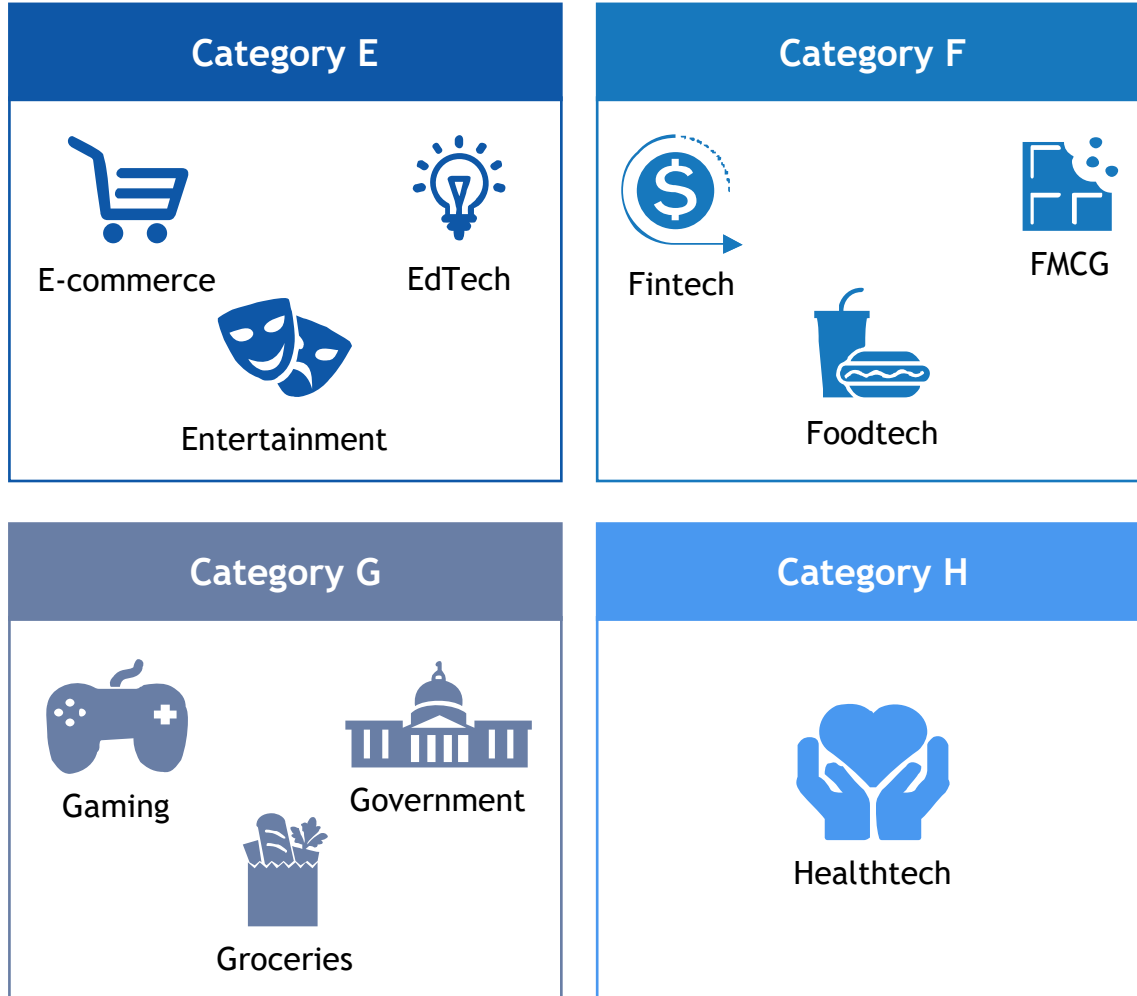 Category E
E-commerce
EdTech
Entertainment
Category F
Fintech
FMCG
Foodtech
Category G
Gaming
Government
Groceries
Category H
Healthtech